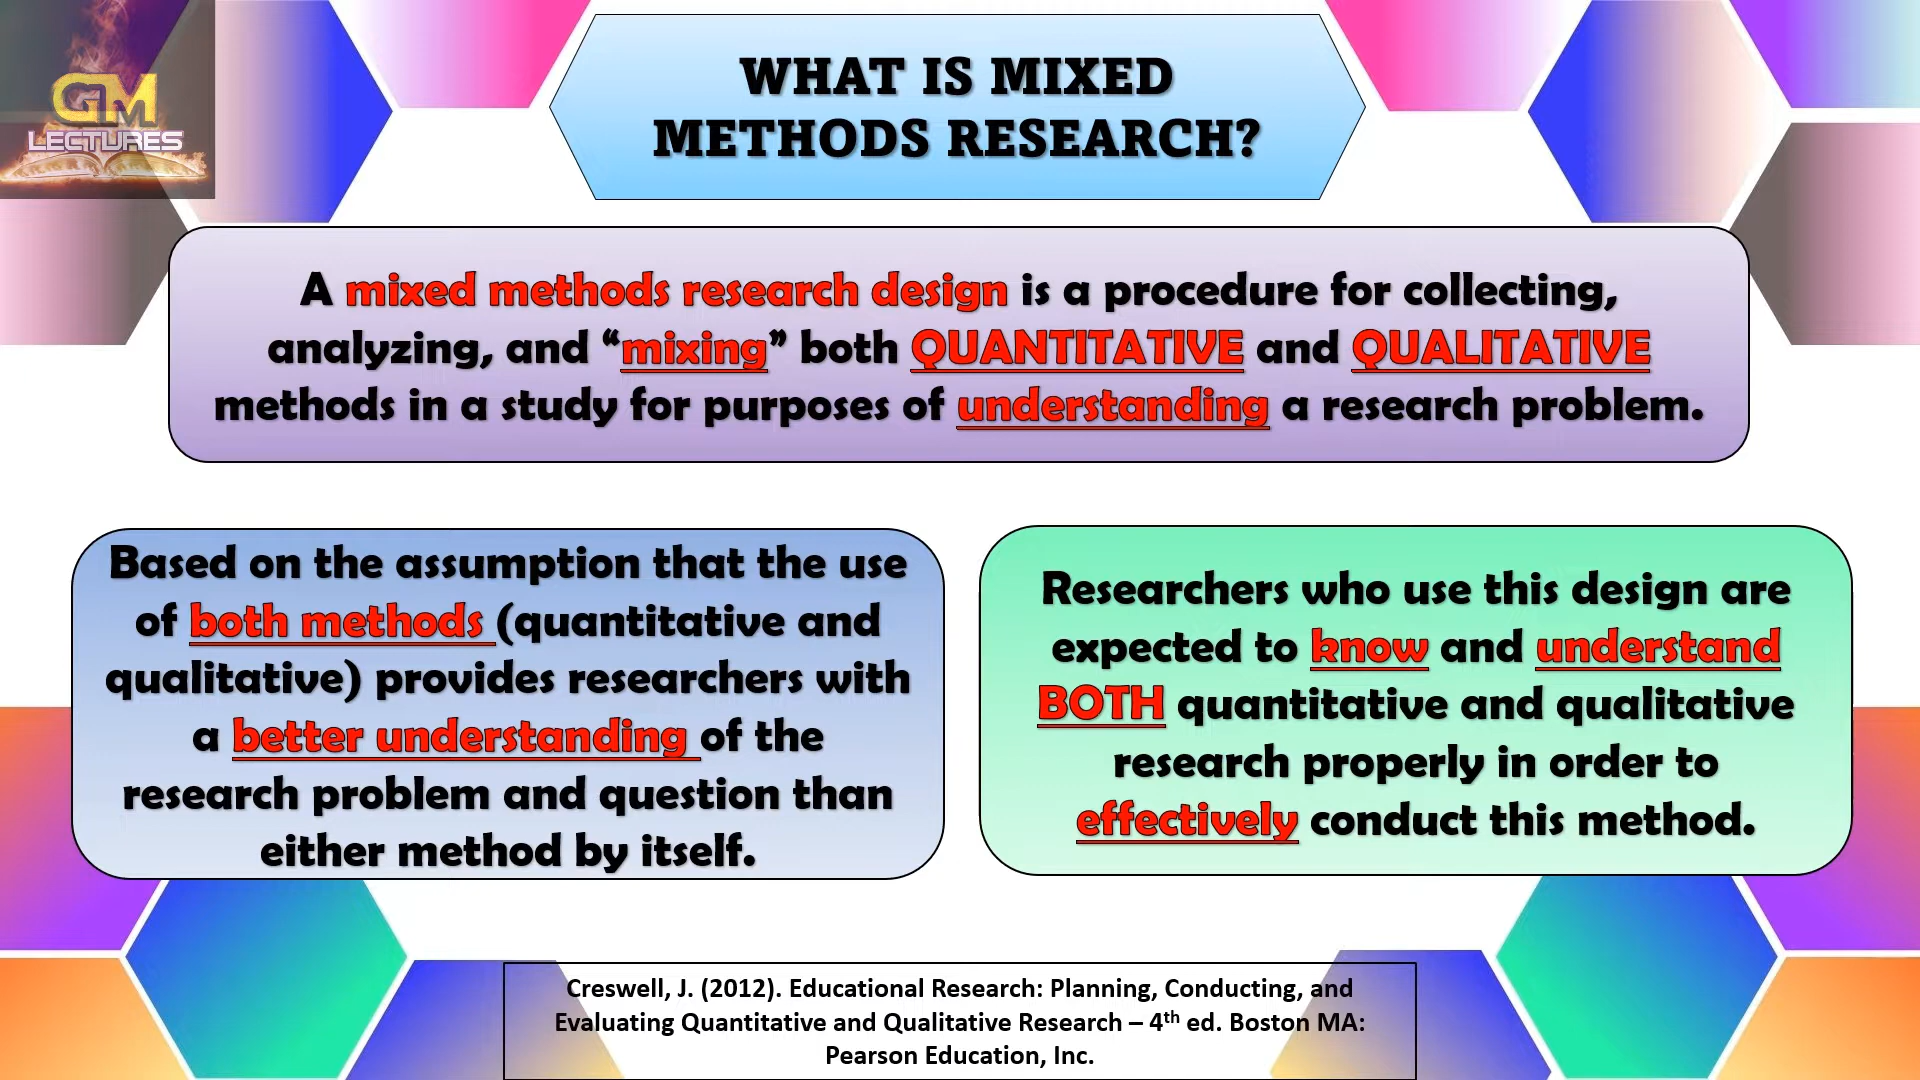 GM
LECTURES
WHAT IS MIXED
METHODS RESEARCH?
A mixed methods research design is a procedure for collecting,
analyzing, and “mixing” both QUANTITATIVE and QUALITATIVE
methods in a study for purposes of understanding a research problem.
Based on the assumption that the use
of both methods (quantitative and
qualitative) provides researchers with
a better understanding of the
research problem and question than
either method by itself.
Researchers who use this design are
expected to know and understand
BOTH quantitative and qualitative
research properly in order to
effectively conduct this method.
Creswell, J. (2012). Educational Research: Planning, Conducting, and
Evaluating Quantitative and Qualitative Research – 4th ed. Boston MA:
Pearson Education, Inc.